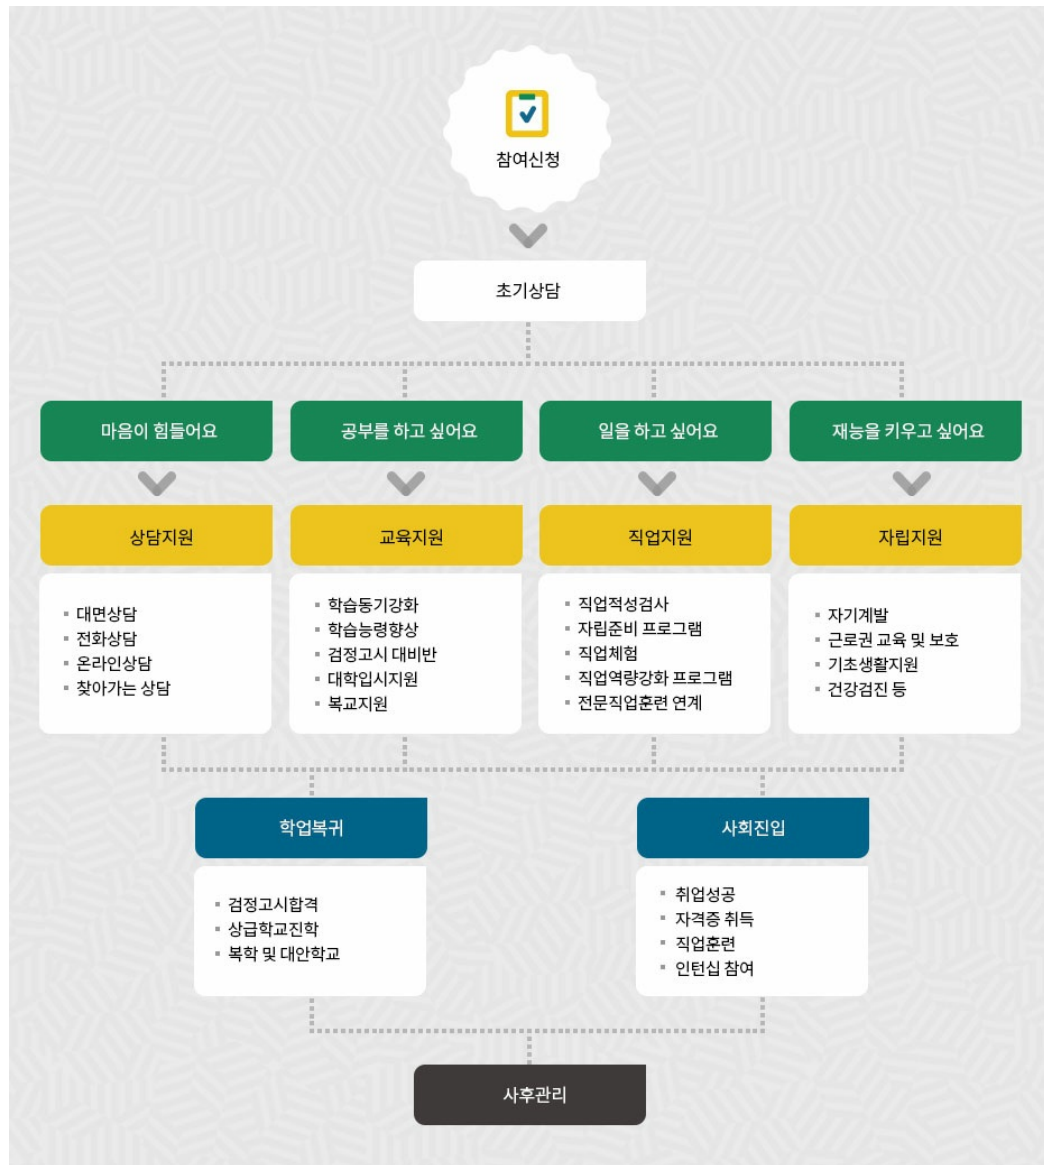 참여신청
초기상담
마음이 힘들어요
공부를 하고 싶어요
일을 하고 싶어요
재능을 키우고 싶어요
상담지원
교육지원
직업지원
자립지원
대면상담
전화상담
온라인상담
찾아가는 상담
학습동기강화
학습능령향상
검정고시 대비반
대학입시지원
복교지원
직업적성검사
자립준비 프로그램
직업체험
직업역량강화 프로그램
전문직업훈련 연계
자기계발
근로권 교육 및 보호
기초생활지원
건강검진 등
학업복귀
사회진입
검정고시합격
상급학교진학
복학 및 대안학교
취업성공
자격증 취득
직업훈련
인턴십 참여
사후관리